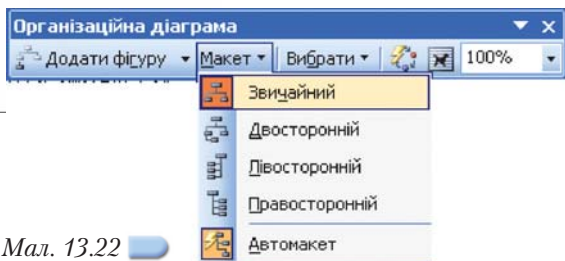 Організаційна діаграма
Додати фігуру Макет Вибрати 100%
Звичайний
Двосторонній
Лівосторонній
Правосторонній
Автомакет
Мал. 13.22